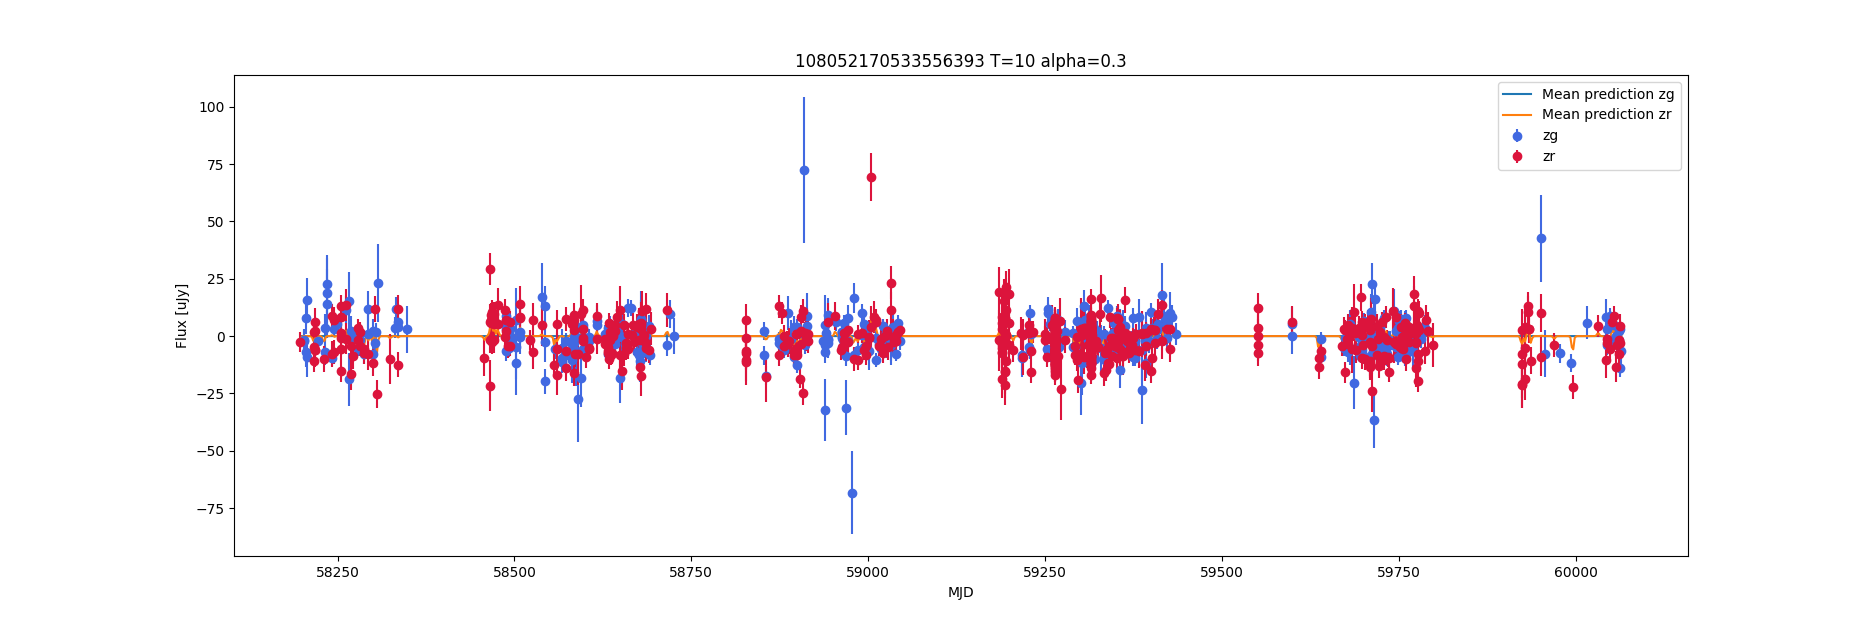 108052170533556393 T=10 alpha=0.3
Mean prediction zg
Mean prediction zr
zg
zr
Flux [uJy]
100
75
50
25
0
−25
−50
−75
58250 58500 58750 59000 59250 59500 59750 60000
MJD